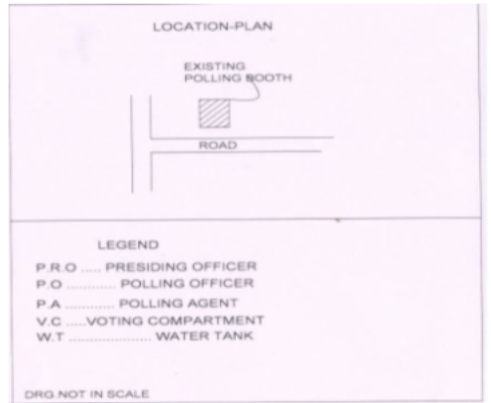 LOCATION-PLAN
EXISTING
POLLING BOOTH
ROAD
LEGEND
P.R.O ..... PRESIDING OFFICER
P.O ............ POLLING OFFICER
P.A ............ POLLING AGENT
V.C .....VOTING COMPARTMENT
W.T .................... WATER TANK
DRG.NOT IN SCALE